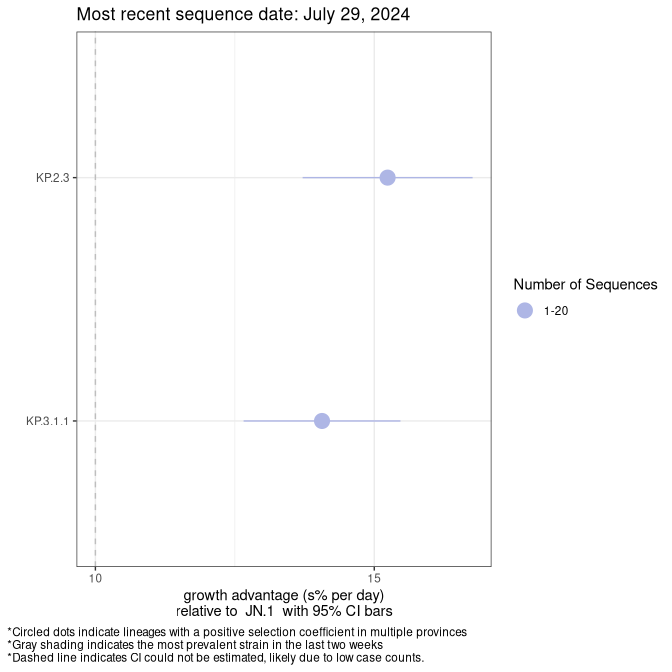 Most recent sequence date: July 29, 2024
KP.2.3
KP.3.1.1
Number of Sequences
1-20
10
15
growth advantage (s% per day)
relative to  JN.1  with 95% CI bars
*Circled dots indicate lineages with a positive selection coefficient in multiple provinces
*Gray shading indicates the most prevalent strain in the last two weeks
*Dashed line indicates CI could not be estimated, likely due to low case counts.